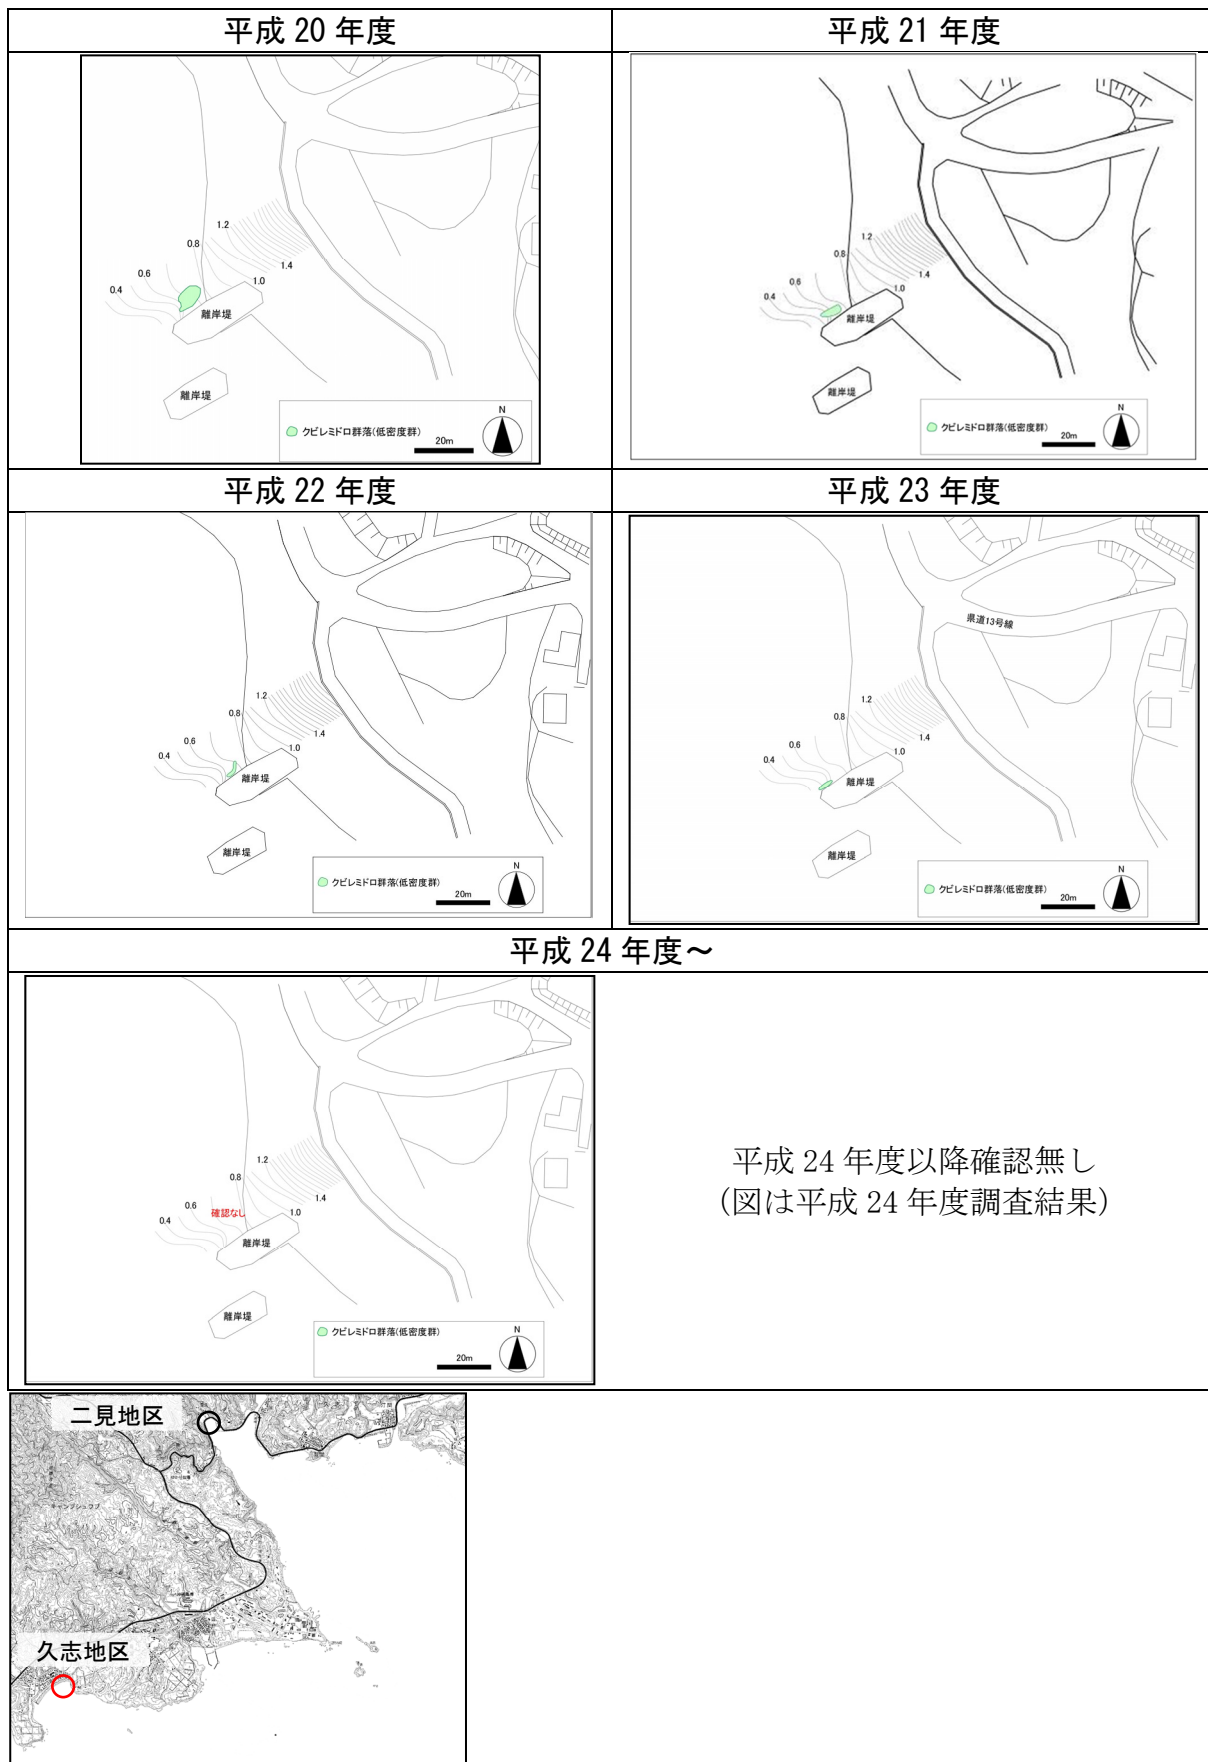 平成 20 年度
平成 21 年度
1.2
0.8
1.4
0.6
1.0
0.4
離岸堤
離岸堤
クビレミドロ群落(低密度群)
20m
N
1.2
0.8
1.4
0.6
1.0
0.4
離岸堤
離岸堤
クビレミドロ群落(低密度群)
20m
N
平成 22 年度
平成 23 年度
1.2
0.8
1.4
0.6
1.0
0.4
離岸堤
離岸堤
クビレミドロ群落(低密度群)
20m
N
県道13号線
1.2
0.8
1.4
0.6
1.0
0.4
離岸堤
離岸堤
クビレミドロ群落(低密度群)
20m
N
平成 24 年度～
1.2
0.8
1.4
0.6
確認なし
1.0
0.4
離岸堤
離岸堤
クビレミドロ群落(低密度群)
20m
N
平成 24 年度以降確認無し
(図は平成 24 年度調査結果)
二見地区
キャンプシュワブ
久志地区